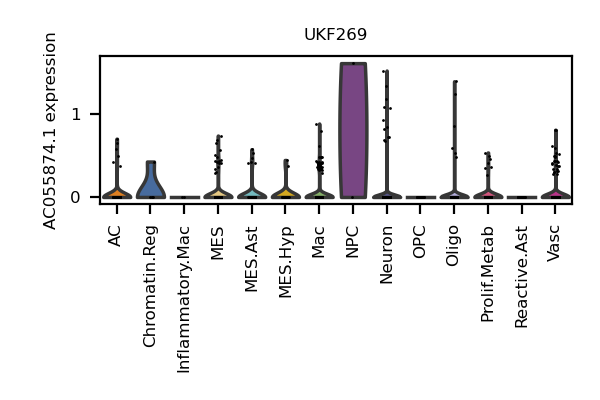 UKF269
AC055874.1 expression
1
0
AC
Chromatin.Reg
Inflammatory.Mac
MES
MES.Ast
MES.Hyp
Mac
NPC
Neuron
OPC
Oligo
Prolif.Metab
Reactive.Ast
Vasc